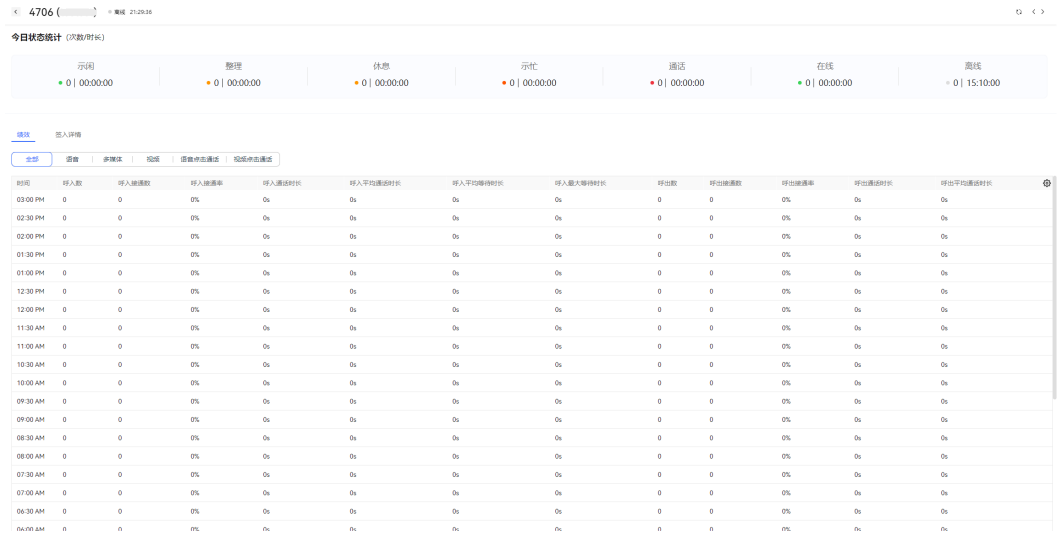 4706 ( ) 离线 21:29:36
今日状态统计 (次数/时长)
示闲 整理 休息 示忙 通话 在线 离线
0 | 00:00:00 0 | 00:00:00 0 | 00:00:00 0 | 00:00:00 0 | 00:00:00 0 | 00:00:00 0 | 15:10:00
绩效 签入详情
全部 语音 多媒体 视频 语音点击通话 视频点击通话
时间 呼入数 呼入接通数 呼入接通率 呼入通话时长 呼入平均通话时长 呼入平均等待时长 呼入最大等待时长 呼出数 呼出接通数 呼出接通率 呼出通话时长 呼出平均通话时长
03:00 PM 0 0 0% 0s 0s 0s 0s 0 0 0% 0s 0s
02:30 PM 0 0 0% 0s 0s 0s 0s 0 0 0% 0s 0s
02:00 PM 0 0 0% 0s 0s 0s 0s 0 0 0% 0s 0s
01:30 PM 0 0 0% 0s 0s 0s 0s 0 0 0% 0s 0s
01:00 PM 0 0 0% 0s 0s 0s 0s 0 0 0% 0s 0s
12:30 PM 0 0 0% 0s 0s 0s 0s 0 0 0% 0s 0s
12:00 PM 0 0 0% 0s 0s 0s 0s 0 0 0% 0s 0s
11:30 AM 0 0 0% 0s 0s 0s 0s 0 0 0% 0s 0s
11:00 AM 0 0 0% 0s 0s 0s 0s 0 0 0% 0s 0s
10:30 AM 0 0 0% 0s 0s 0s 0s 0 0 0% 0s 0s
10:00 AM 0 0 0% 0s 0s 0s 0s 0 0 0% 0s 0s
09:30 AM 0 0 0% 0s 0s 0s 0s 0 0 0% 0s 0s
09:00 AM 0 0 0% 0s 0s 0s 0s 0 0 0% 0s 0s
08:30 AM 0 0 0% 0s 0s 0s 0s 0 0 0% 0s 0s
08:00 AM 0 0 0% 0s 0s 0s 0s 0 0 0% 0s 0s
07:30 AM 0 0 0% 0s 0s 0s 0s 0 0 0% 0s 0s
07:00 AM 0 0 0% 0s 0s 0s 0s 0 0 0% 0s 0s
06:30 AM 0 0 0% 0s 0s 0s 0s 0 0 0% 0s 0s
06:00 AM 0 0 0% 0s 0s 0s 0s 0 0 0% 0s 0s